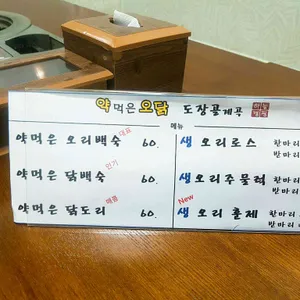 약먹은오닭 도장골계곡
메뉴
대표
약먹은 오리백숙 60.
인기
약먹은 닭백숙 60.
매콤
약먹은 닭도리 60.
생 오리로스 한마리
반마리
생 오리주물럭 한마리
반마리
New
생 오리훈제 한마리
반마리